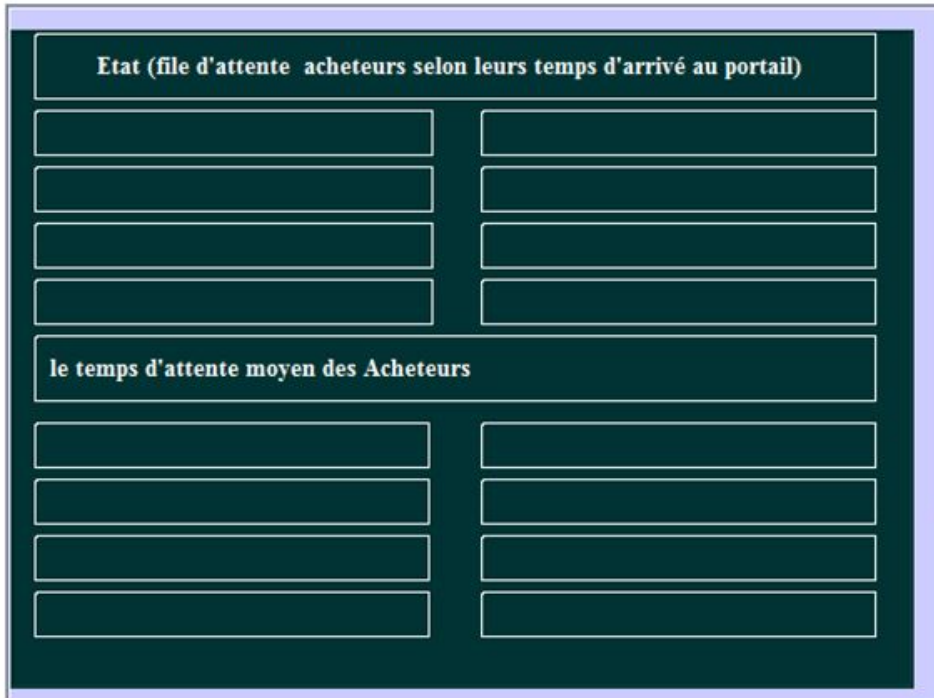 Etat (file d'attente acheteurs selon leurs temps d'arrivé au portail)
le temps d'attente moyen des Acheteurs